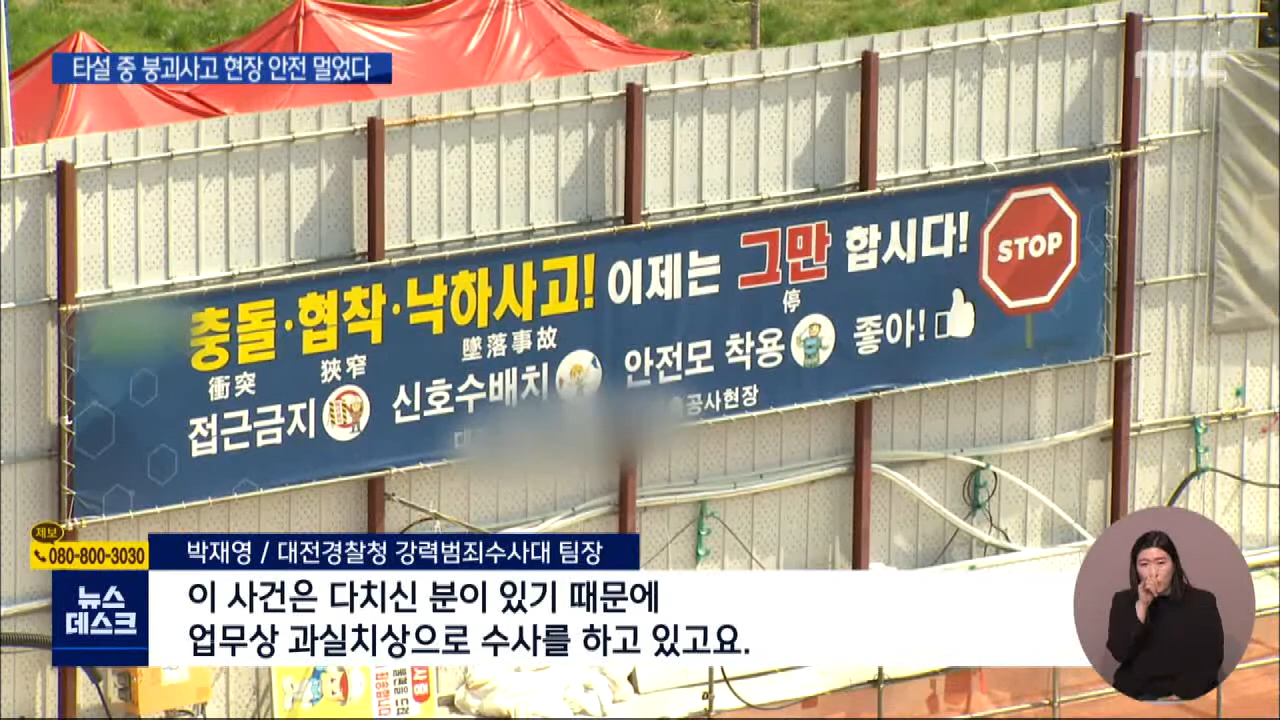 타설 중 붕괴사고 현장 안전 멀었다
MBC
충돌·협착·낙하사고! 이제는 그만 합시다!
STOP
衝突 狹窄 墜落事故 停
접근금지 신호수배치 안전모 착용 좋아!
공사현장
제보
080-800-3030
박재영 / 대전경찰청 강력범죄수사대 팀장
뉴스
데스크
이 사건은 다치신 분이 있기 때문에
업무상 과실치상으로 수사를 하고 있고요.